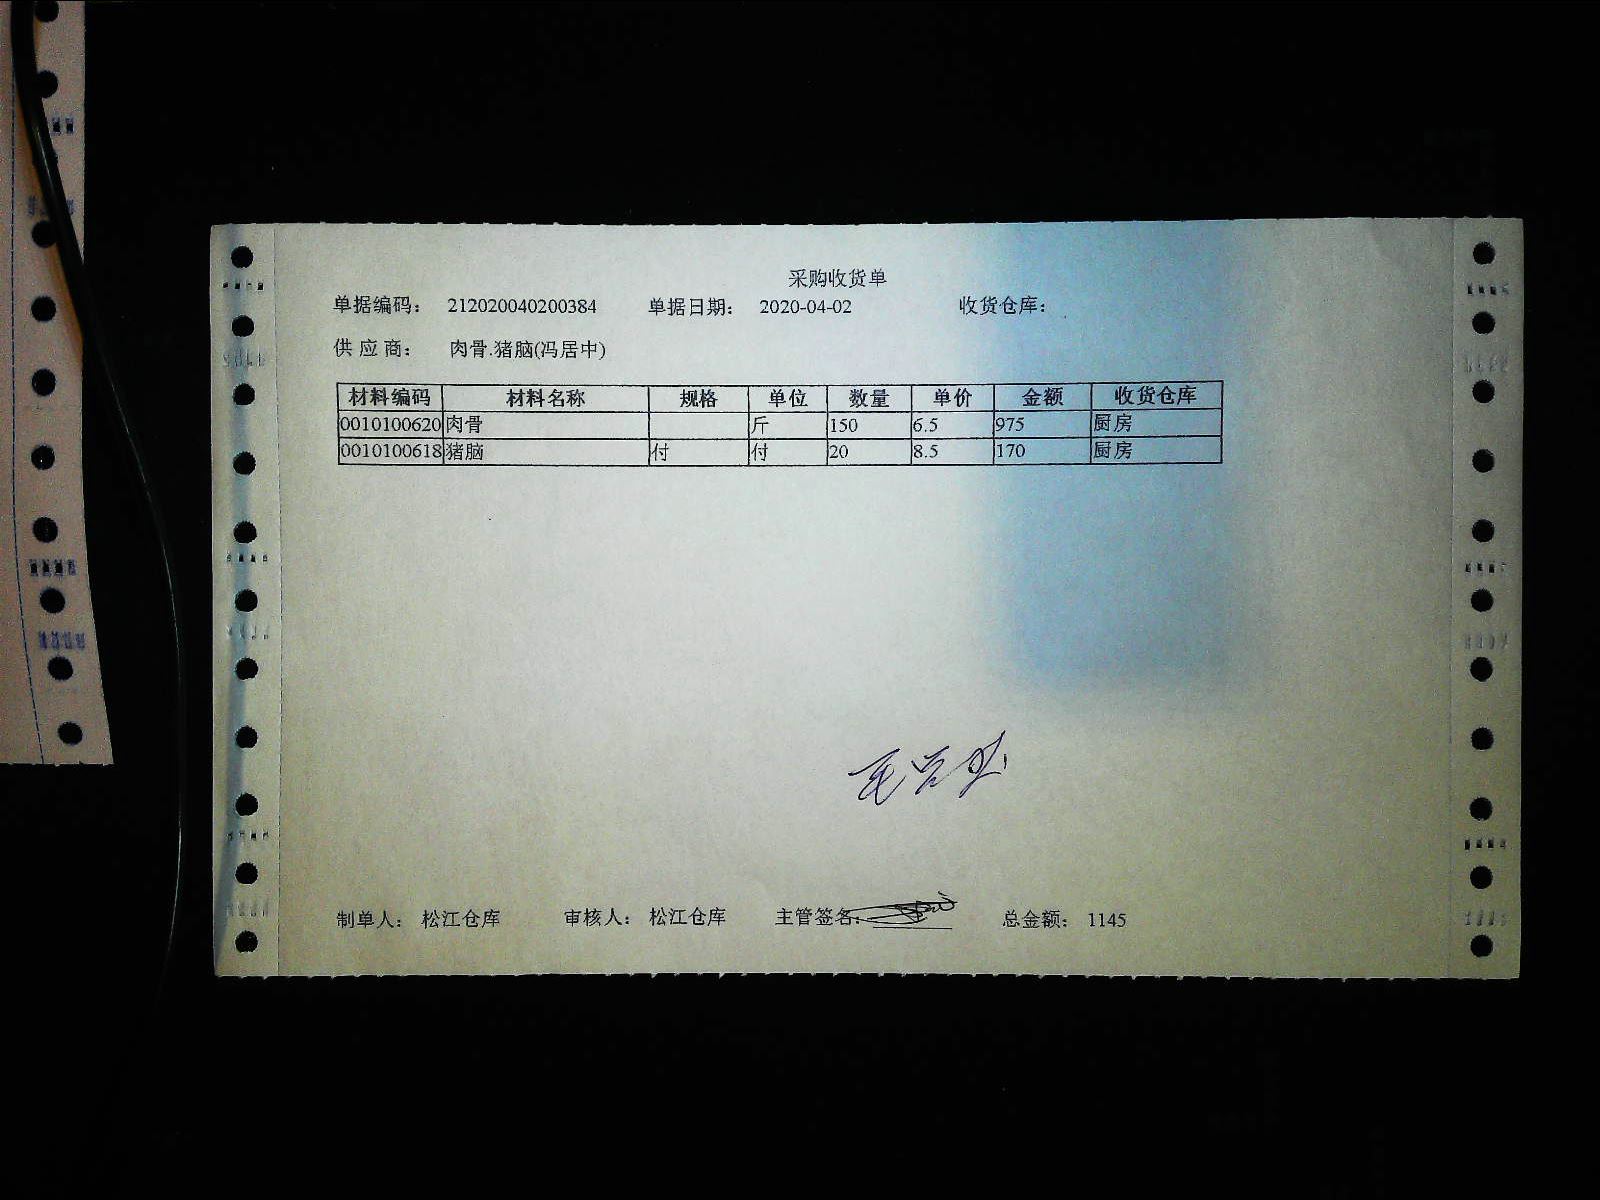 采购收货单
单据编码： 212020040200384 单据日期： 2020-04-02 收货仓库：
供应商： 肉骨.猪脑(冯居中)
材料编码 材料名称 规格 单位 数量 单价 金额 收货仓库
0010100620 肉骨 斤 150 6.5 975 厨房
0010100618 猪脑 付 付 20 8.5 170 厨房
制单人： 松江仓库 审核人： 松江仓库 主管签名： 总金额： 1145